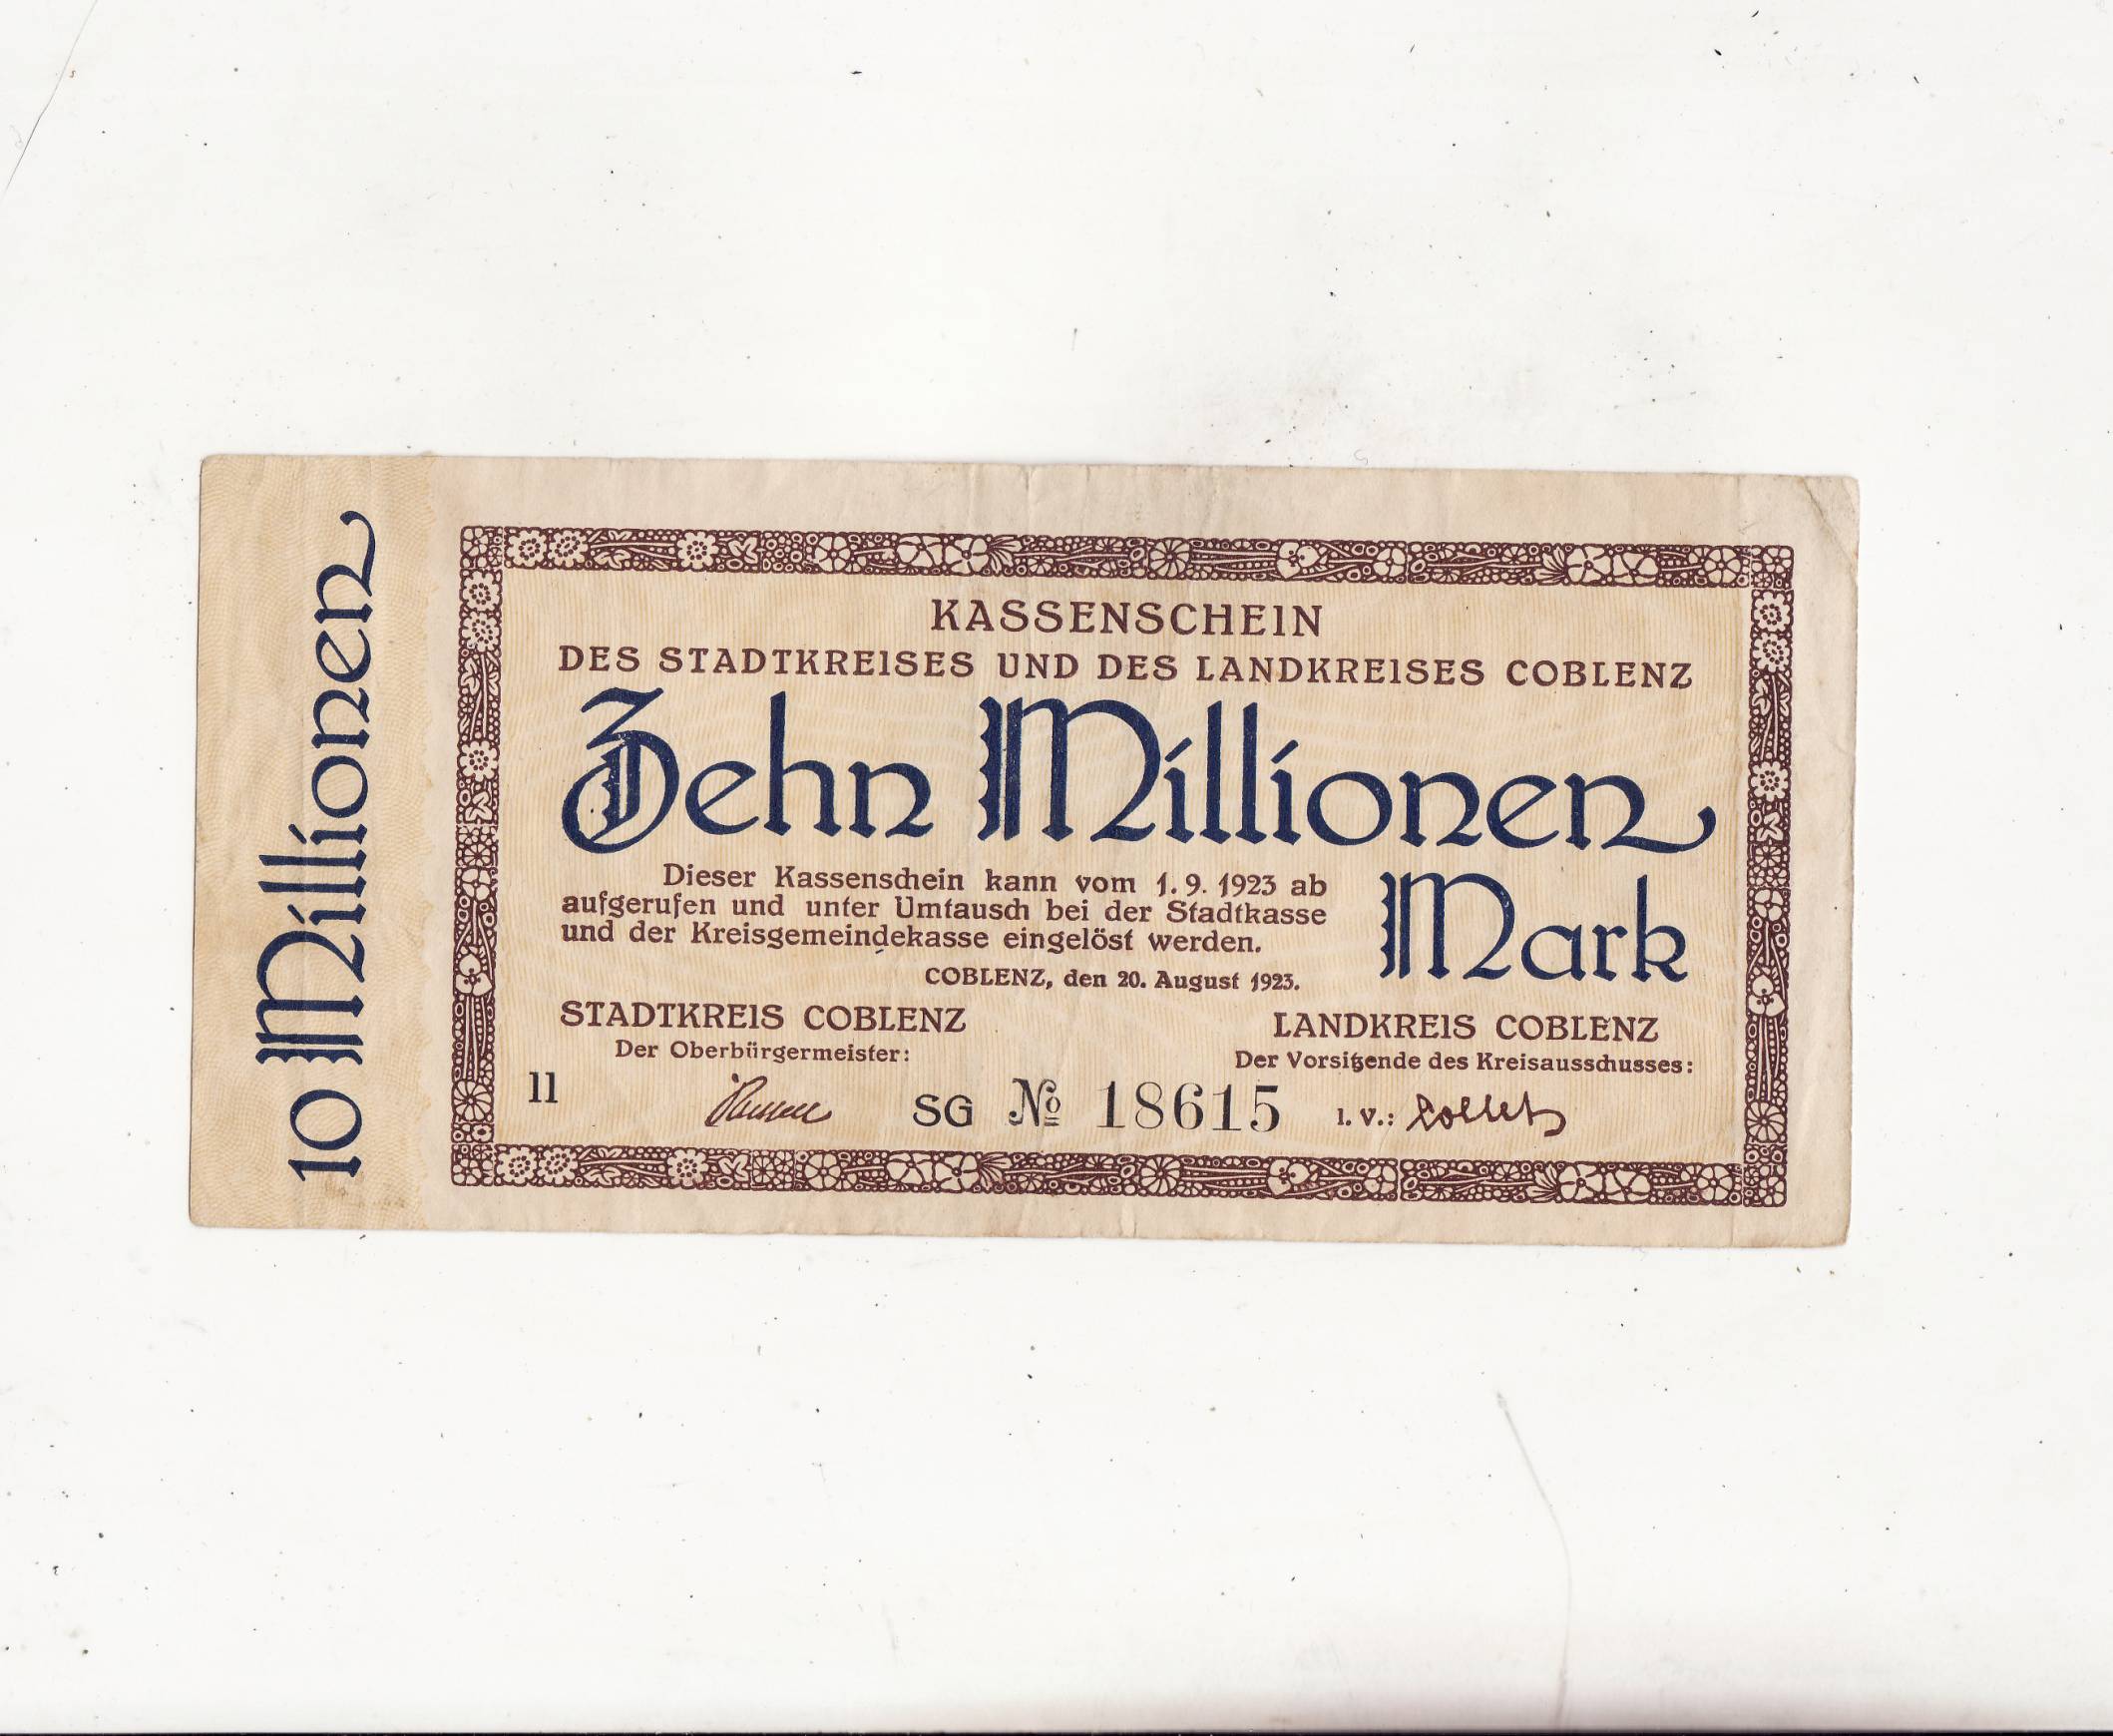 10 Millionen
KASSENSCHEIN
DES STADTKREISES UND DES LANDKREISES COBLENZ
Zehn Millionen
Mark
Dieser Kassenschein kann vom 1. 9. 1923 ab
aufgerufen und unter Umtausch bei der Stadtkasse
und der Kreisgemeindekasse eingelöst werden.
COBLENZ, den 20. August 1923.
STADTKREIS COBLENZ
Der Oberbürgermeister:
LANDKREIS COBLENZ
Der Vorsitzende des Kreisausschusses:
11
SG № 18615
I. V.: